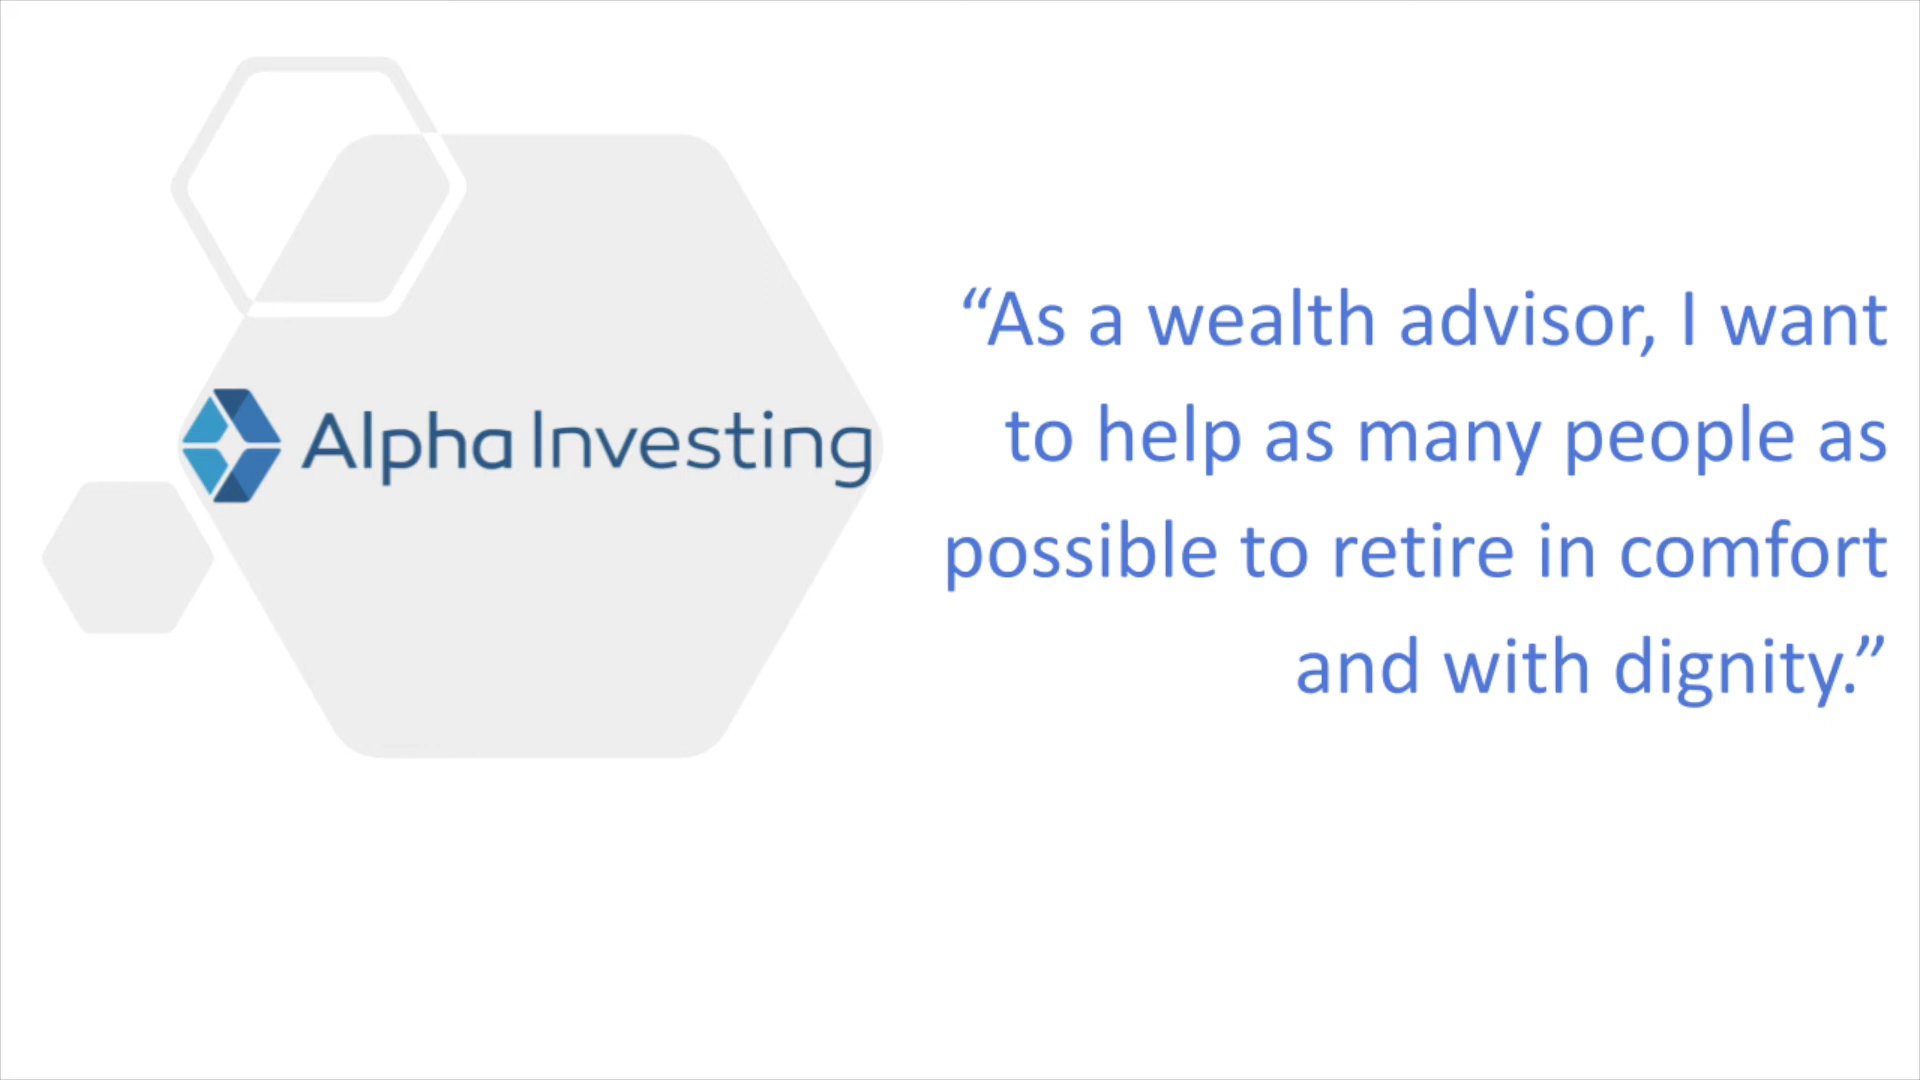 Alpha Investing
“As a wealth advisor, I want
to help as many people as
possible to retire in comfort
and with dignity.”